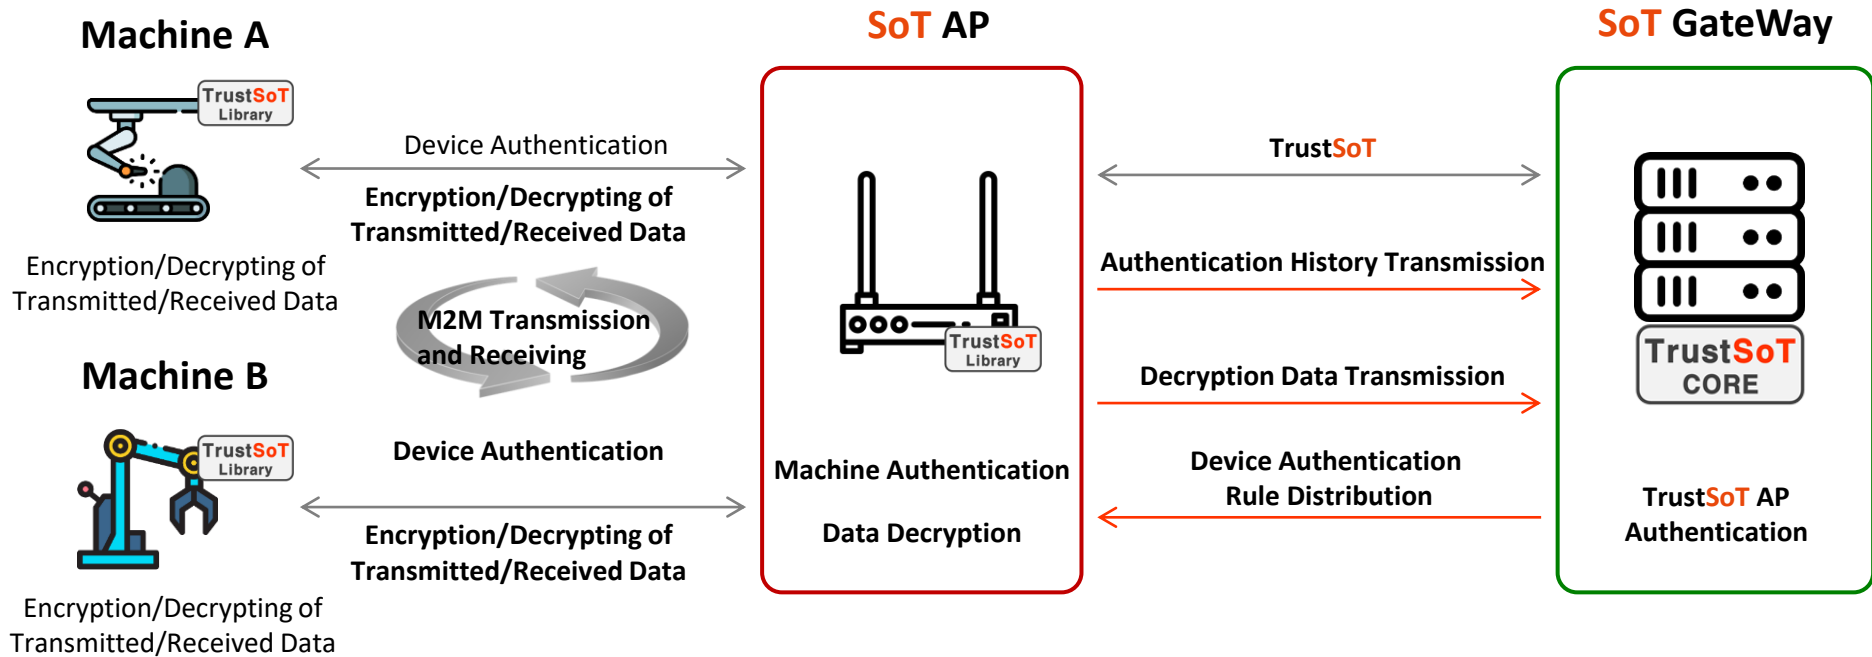 Machine A
TrustSoT
Library
Encryption/Decrypting of
Transmitted/Received Data
Machine B
TrustSoT
Library
Encryption/Decrypting of
Transmitted/Received Data
Device Authentication
Encryption/Decrypting of
Transmitted/Received Data
M2M Transmission
and Receiving
Device Authentication
Encryption/Decrypting of
Transmitted/Received Data
SoT AP
TrustSoT
Library
Machine Authentication
Data Decryption
TrustSoT
Authentication History Transmission
Decryption Data Transmission
Device Authentication
Rule Distribution
SoT GateWay
TrustSoT
CORE
TrustSoT AP
Authentication